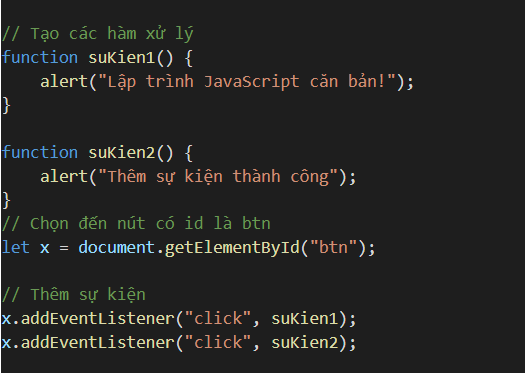 // Tạo các hàm xử lý
function suKien1() {
    alert("Lập trình JavaScript căn bản!");
}
function suKien2() {
    alert("Thêm sự kiện thành công");
}
// Chọn đến nút có id là btn
let x = document.getElementById("btn");
// Thêm sự kiện
x.addEventListener("click", suKien1);
x.addEventListener("click", suKien2);